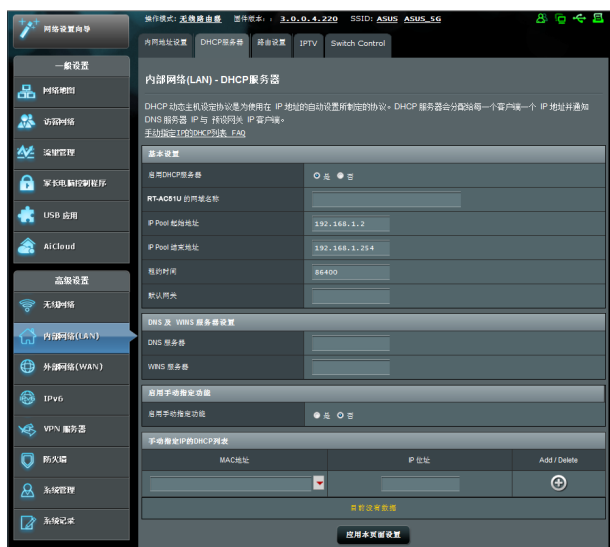 网络设置向导
一般设置
网络地图
访客网络
流量管理
家长电脑控制程序
USB 应用
AiCloud
高级设置
无线网络
内部网络(LAN)
外部网络(WAN)
IPv6
VPN 服务器
防火墙
系统管理
系统记录
操作模式: 无线路由器 固件版本: : 3.0.0.4.220 SSID: ASUS ASUS_5G
内网地址设置 DHCP服务器 路由设置 IPTV Switch Control
内部网络(LAN) - DHCP服务器
DHCP 动态主机设定协议是为使用在 IP 地址的自动设置所制定的协议。DHCP 服务器会分配给每一个客户端一个 IP 地址并通知
DNS 服务器 IP 与 预设网关 IP 客户端。
手动指定IP的DHCP列表 FAQ
基本设置
启用DHCP服务器 是 否
RT-AC51U 的网域名称
IP Pool 起始地址 192.168.1.2
IP Pool 结束地址 192.168.1.254
租约时间 86400
默认网关
DNS 及 WINS 服务器设置
DNS 服务器
WINS 服务器
启用手动指定功能
启用手动指定功能 是 否
手动指定IP的DHCP列表
MAC地址 IP 位址 Add / Delete
目前没有数据
应用本页面设置